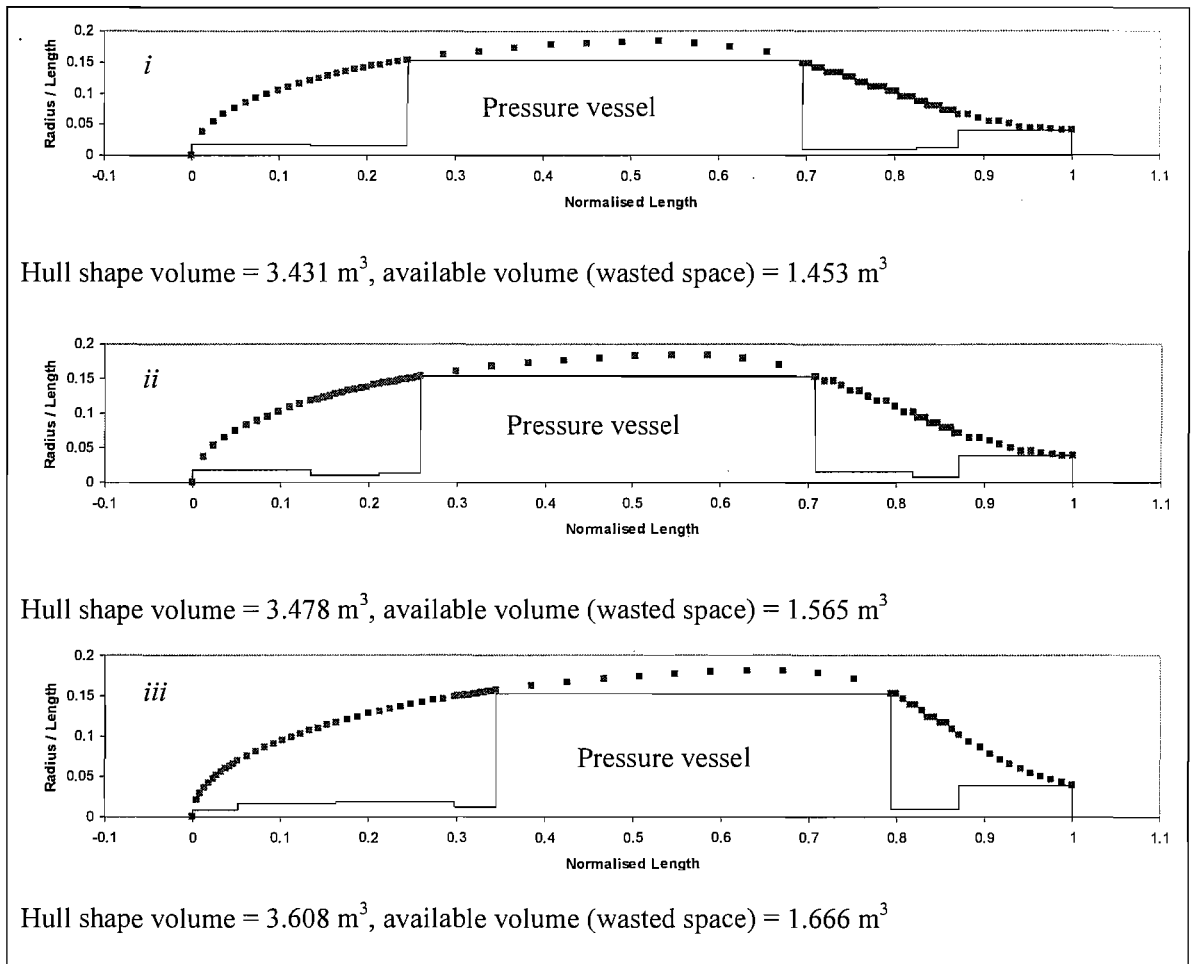 i
Pressure vessel
Radius / Length
0.2
0.15
0.1
0.05
0
-0.1 0 0.1 0.2 0.3 0.4 0.5 0.6 0.7 0.8 0.9 1 1.1
Normalised Length
Hull shape volume = 3.431 m³, available volume (wasted space) = 1.453 m³
ii
Pressure vessel
Radius / Length
0.2
0.15
0.1
0.05
0
-0.1 0 0.1 0.2 0.3 0.4 0.5 0.6 0.7 0.8 0.9 1 1.1
Normalised Length
Hull shape volume = 3.478 m³, available volume (wasted space) = 1.565 m³
iii
Pressure vessel
Radius / Length
0.2
0.15
0.1
0.05
0
-0.1 0 0.1 0.2 0.3 0.4 0.5 0.6 0.7 0.8 0.9 1 1.1
Normalised Length
Hull shape volume = 3.608 m³, available volume (wasted space) = 1.666 m³